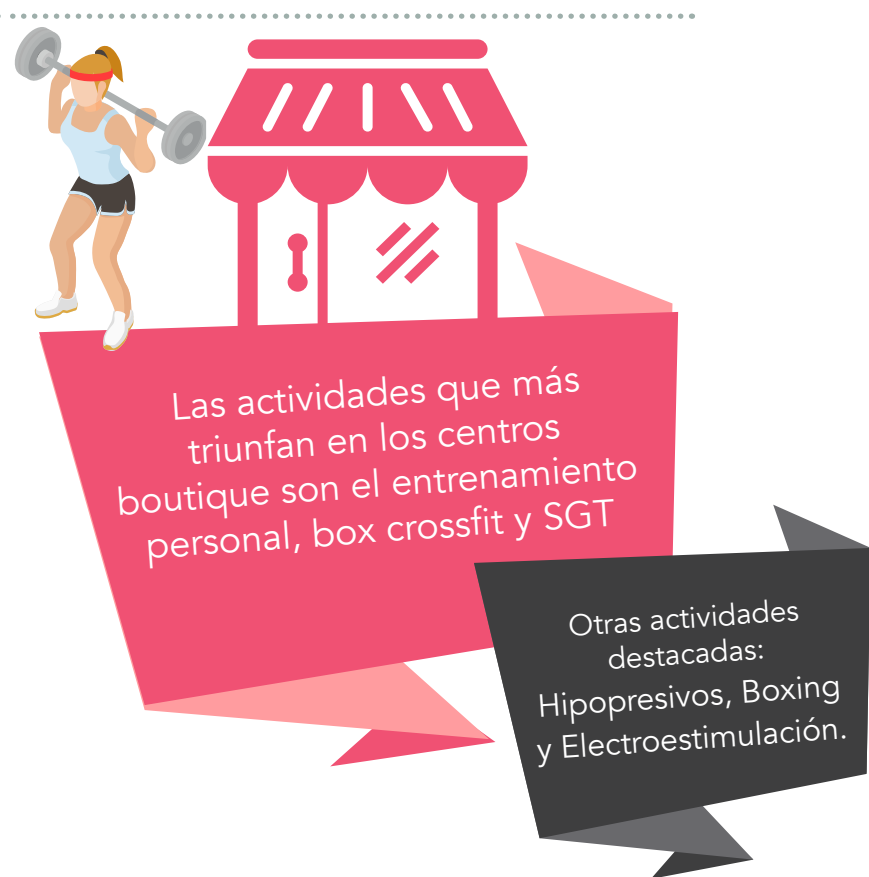 Las actividades que más
triunfan en los centros
boutique son el entrenamiento
personal, box crossfit y SGT
Otras actividades
destacadas:
Hipopresivos, Boxing
y Electroestimulación.